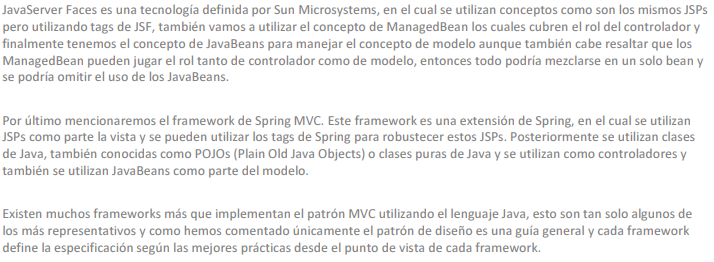 JavaServer Faces es una tecnología definida por Sun Microsystems, en el cual se utilizan conceptos como son los mismos JSPs
pero utilizando tags de JSF, también vamos a utilizar el concepto de ManagedBean los cuales cubren el rol del controlador y
finalmente tenemos el concepto de JavaBeans para manejar el concepto de modelo aunque también cabe resaltar que los
ManagedBean pueden jugar el rol tanto de controlador como de modelo, entonces todo podría mezclarse en un solo bean y
se podría omitir el uso de los JavaBeans.
Por último mencionaremos el framework de Spring MVC. Este framework es una extensión de Spring, en el cual se utilizan
JSPs como parte la vista y se pueden utilizar los tags de Spring para robustecer estos JSPs. Posteriormente se utilizan clases
de Java, también conocidas como POJOs (Plain Old Java Objects) o clases puras de Java y se utilizan como controladores y
también se utilizan JavaBeans como parte del modelo.
Existen muchos frameworks más que implementan el patrón MVC utilizando el lenguaje Java, esto son tan solo algunos de
los más representativos y como hemos comentado únicamente el patrón de diseño es una guía general y cada framework
define la especificación según las mejores prácticas desde el punto de vista de cada framework.